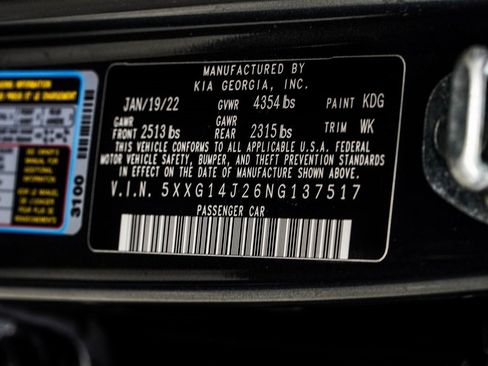 MANUFACTURED BY
KIA GEORGIA, INC.
JAN/19/22 GVWR 4354 lbs PAINT KDG
GAWR FRONT 2513 lbs GAWR REAR 2315 lbs TRIM WK
THIS VEHICLE CONFORMS TO ALL APPLICABLE U.S.A. FEDERAL
MOTOR VEHICLE SAFETY, BUMPER, AND THEFT PREVENTION STANDARDS
IN EFFECT ON THE DATE OF MANUFACTURE SHOWN ABOVE.
V.I.N. 5XXG14J26NG137517
PASSENGER CAR
INFORMATION
3100